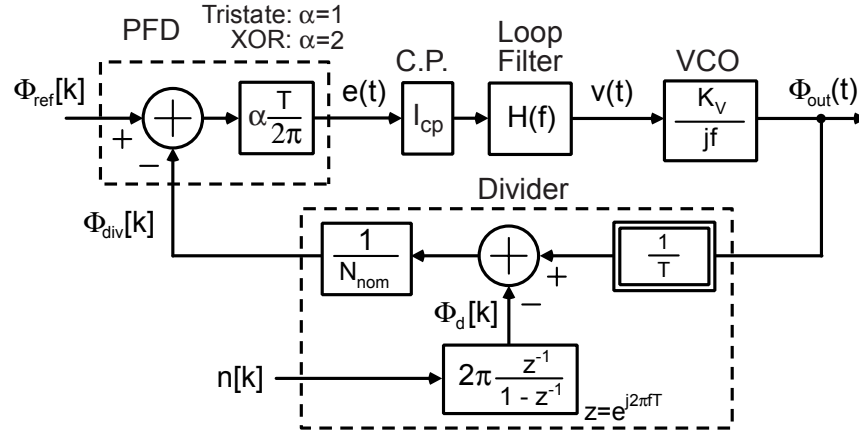 Tristate: α=1
XOR: α=2
PFD
C.P.
Loop
Filter
VCO
Φref[k]
+
−
α T/2π
e(t)
Icp
H(f)
v(t)
KV/jf
Φout(t)
Divider
Φdiv[k]
1/Nnom
+
−
1/T
Φd[k]
n[k]
2π z^-1/(1 - z^-1)
z=e^j2πfT